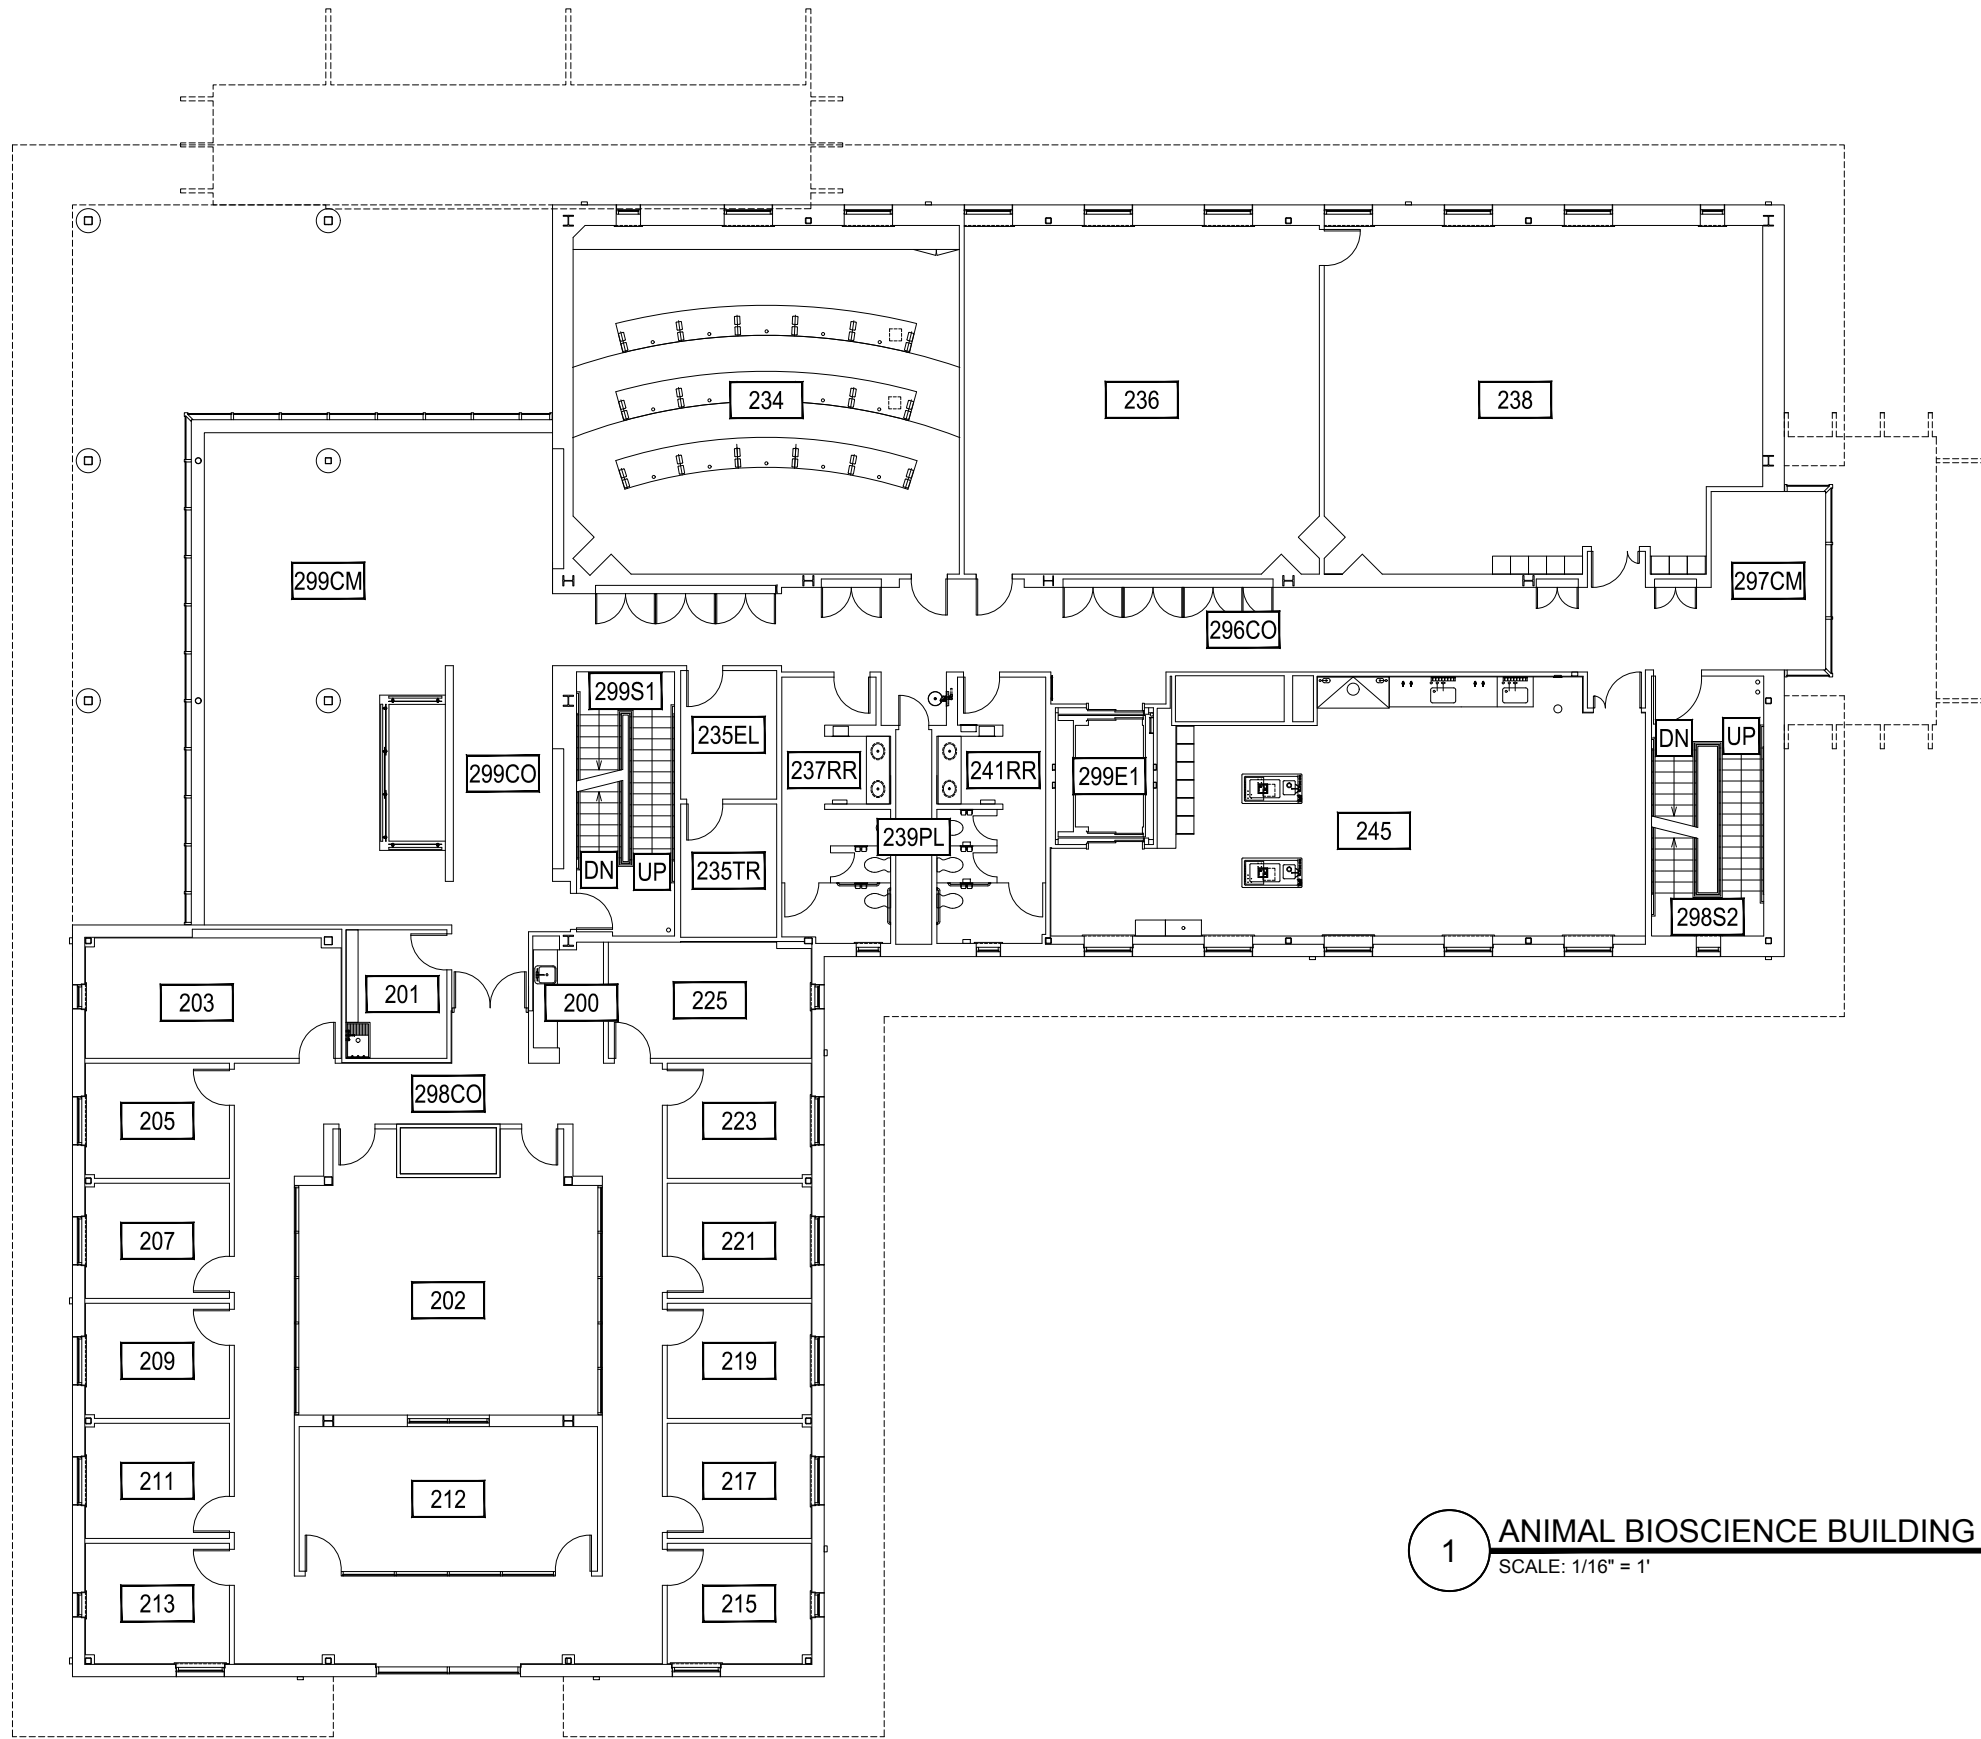 234
236
238
299CM
297CM
296CO
299S1
235EL
299CO
237RR
241RR
299E1
DN
UP
239PL
245
DN
UP
235TR
298S2
203
201
200
225
298CO
205
223
207
221
202
209
219
211
212
217
213
215
1
ANIMAL BIOSCIENCE BUILDING
SCALE: 1/16" = 1'